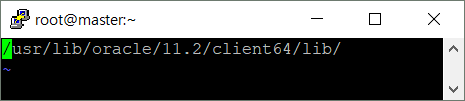 root@master:~
/usr/lib/oracle/11.2/client64/lib/
~